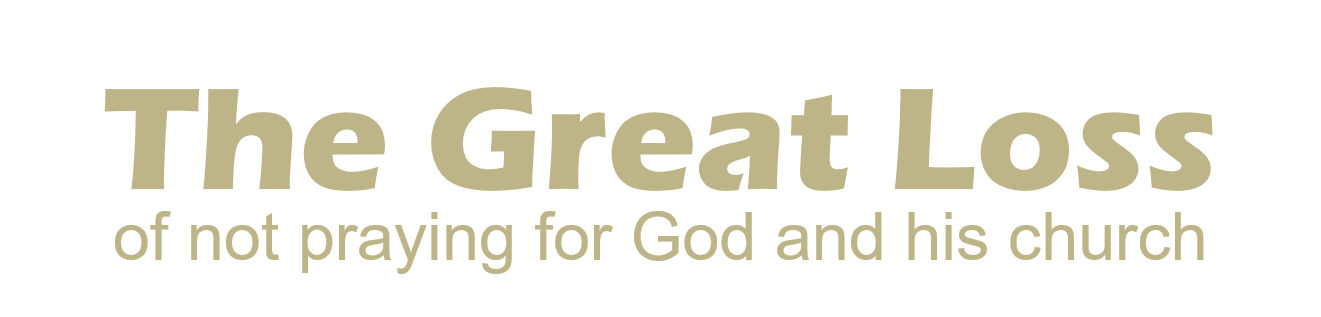 The Great Loss
of not praying for God and his church